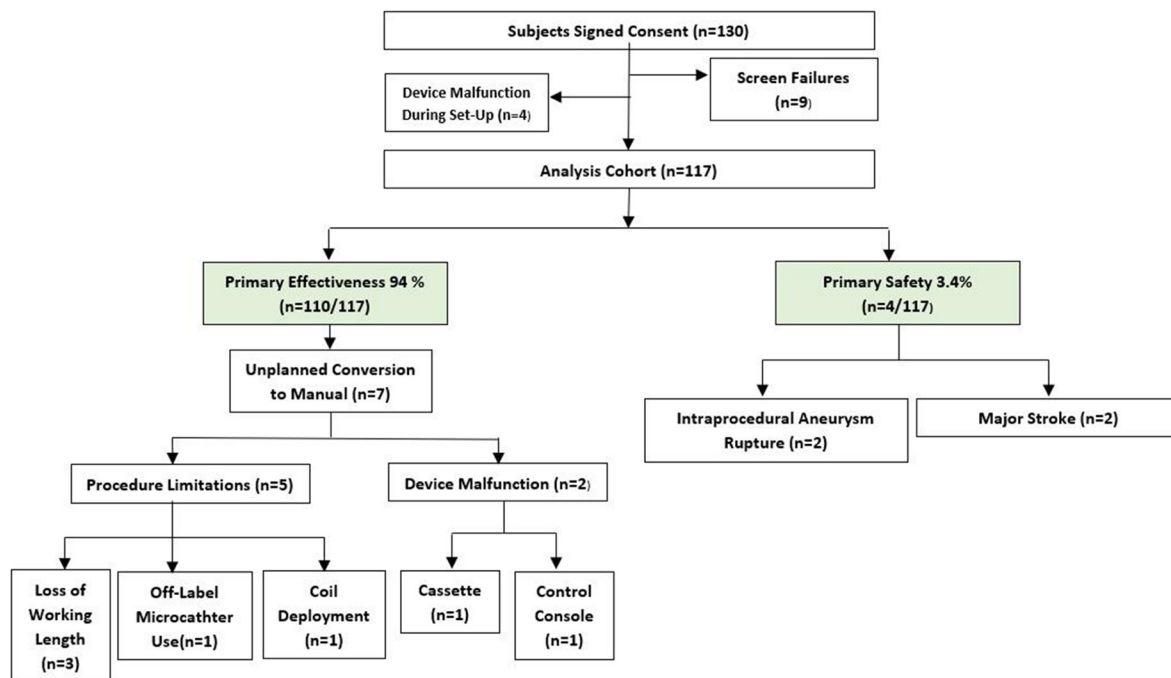 Subjects Signed Consent (n=130)
Device Malfunction
During Set-Up (n=4)
Screen Failures
(n=9)
Analysis Cohort (n=117)
Primary Effectiveness 94 %
(n=110/117)
Primary Safety 3.4%
(n=4/117)
Unplanned Conversion
to Manual (n=7)
Intraprocedural Aneurysm
Rupture (n=2)
Major Stroke (n=2)
Procedure Limitations (n=5)
Device Malfunction (n=2)
Loss of
Working
Length
(n=3)
Off-Label
Microcathter
Use(n=1)
Coil
Deployment
(n=1)
Cassette
(n=1)
Control
Console
(n=1)